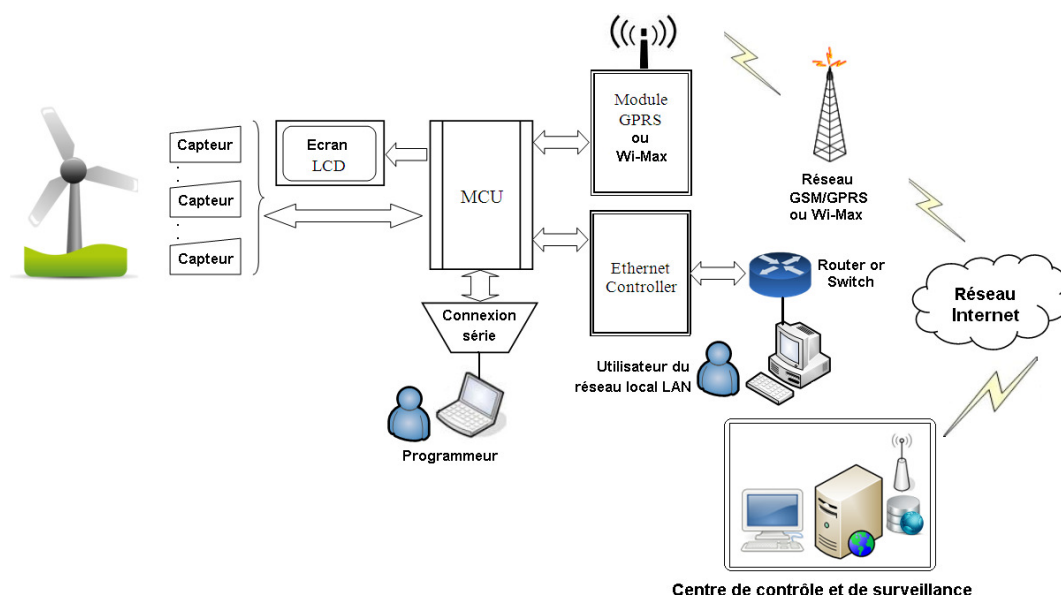 Module
GPRS
ou
Wi-Max
Capteur
Capteur
Capteur
Ecran
LCD
MCU
Réseau
GSM/GPRS
ou Wi-Max
Ethernet
Controller
Router or
Switch
Réseau
Internet
Connexion
série
Utilisateur du
réseau local LAN
Programmeur
Centre de contrôle et de surveillance